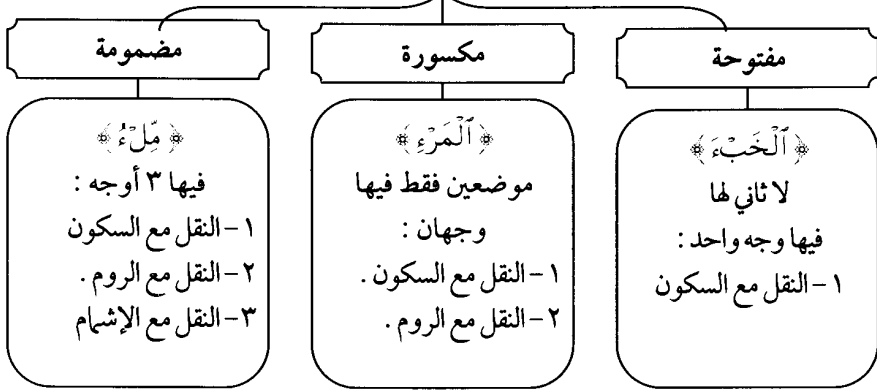 مفتوحة
﴿ ٱلْخَبْءَ ﴾
لا ثاني لها
فيها وجه واحد :
١– النقل مع السكون
مكسورة
﴿ ٱلْمَرْءِ ﴾
موضعين فقط فيها
وجهان :
١– النقل مع السكون .
٢– النقل مع الروم .
مضمومة
﴿ مِّلْءُ ﴾
فيها ٣ أوجه :
١– النقل مع السكون
٢– النقل مع الروم .
٣– النقل مع الإشمام